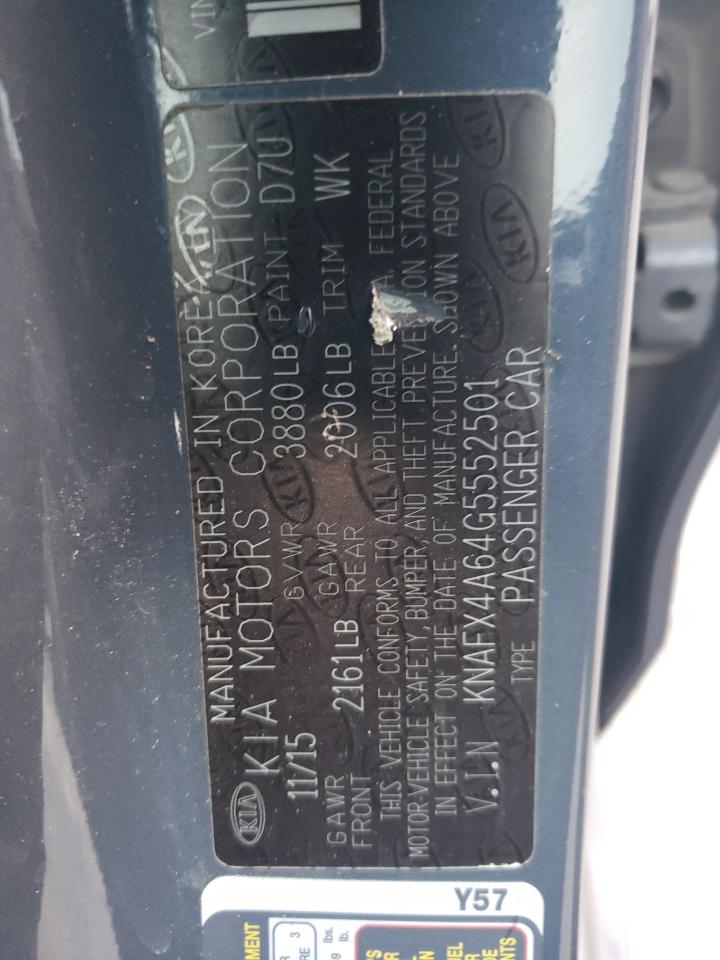 VIN
MANUFACTURED IN KOREA
KIA KIA MOTORS CORPORATION
11/15 GVWR 3880LB PAINT D7U
GAWR FRONT 2161LB GAWR REAR 2006LB TRIM WK
THIS VEHICLE CONFORMS TO ALL APPLICABLE FEDERAL
MOTOR VEHICLE SAFETY, BUMPER, AND THEFT PREVENTION STANDARDS
IN EFFECT ON THE DATE OF MANUFACTURE SHOWN ABOVE
V.I.N KNAFX4A64G5552501
TYPE PASSENGER CAR
Y57